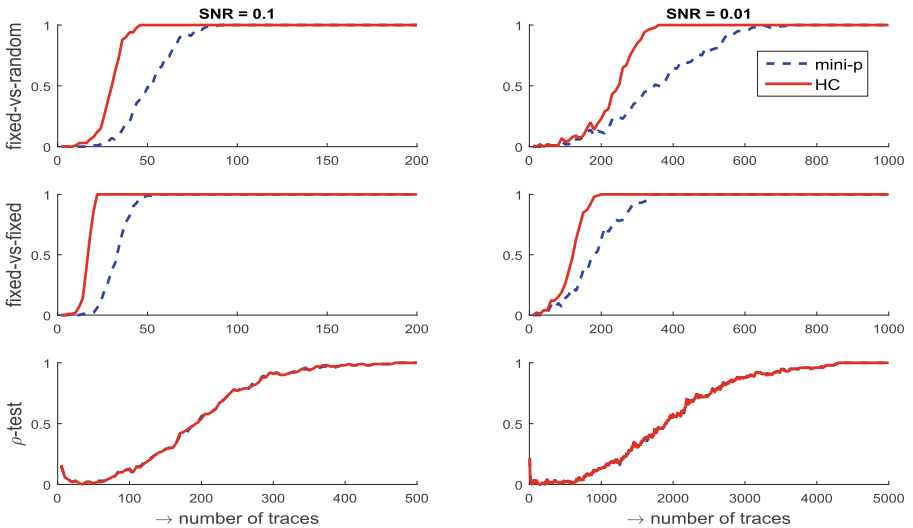 SNR = 0.1
SNR = 0.01
fixed-vs-random
1
0.5
0
0 50 100 150 200
1
0.5
0
0 200 400 600 800 1000
mini-p
HC
fixed-vs-fixed
1
0.5
0
0 50 100 150 200
1
0.5
0
0 200 400 600 800 1000
ρ-test
1
0.5
0
0 100 200 300 400 500
→ number of traces
1
0.5
0
0 1000 2000 3000 4000 5000
→ number of traces